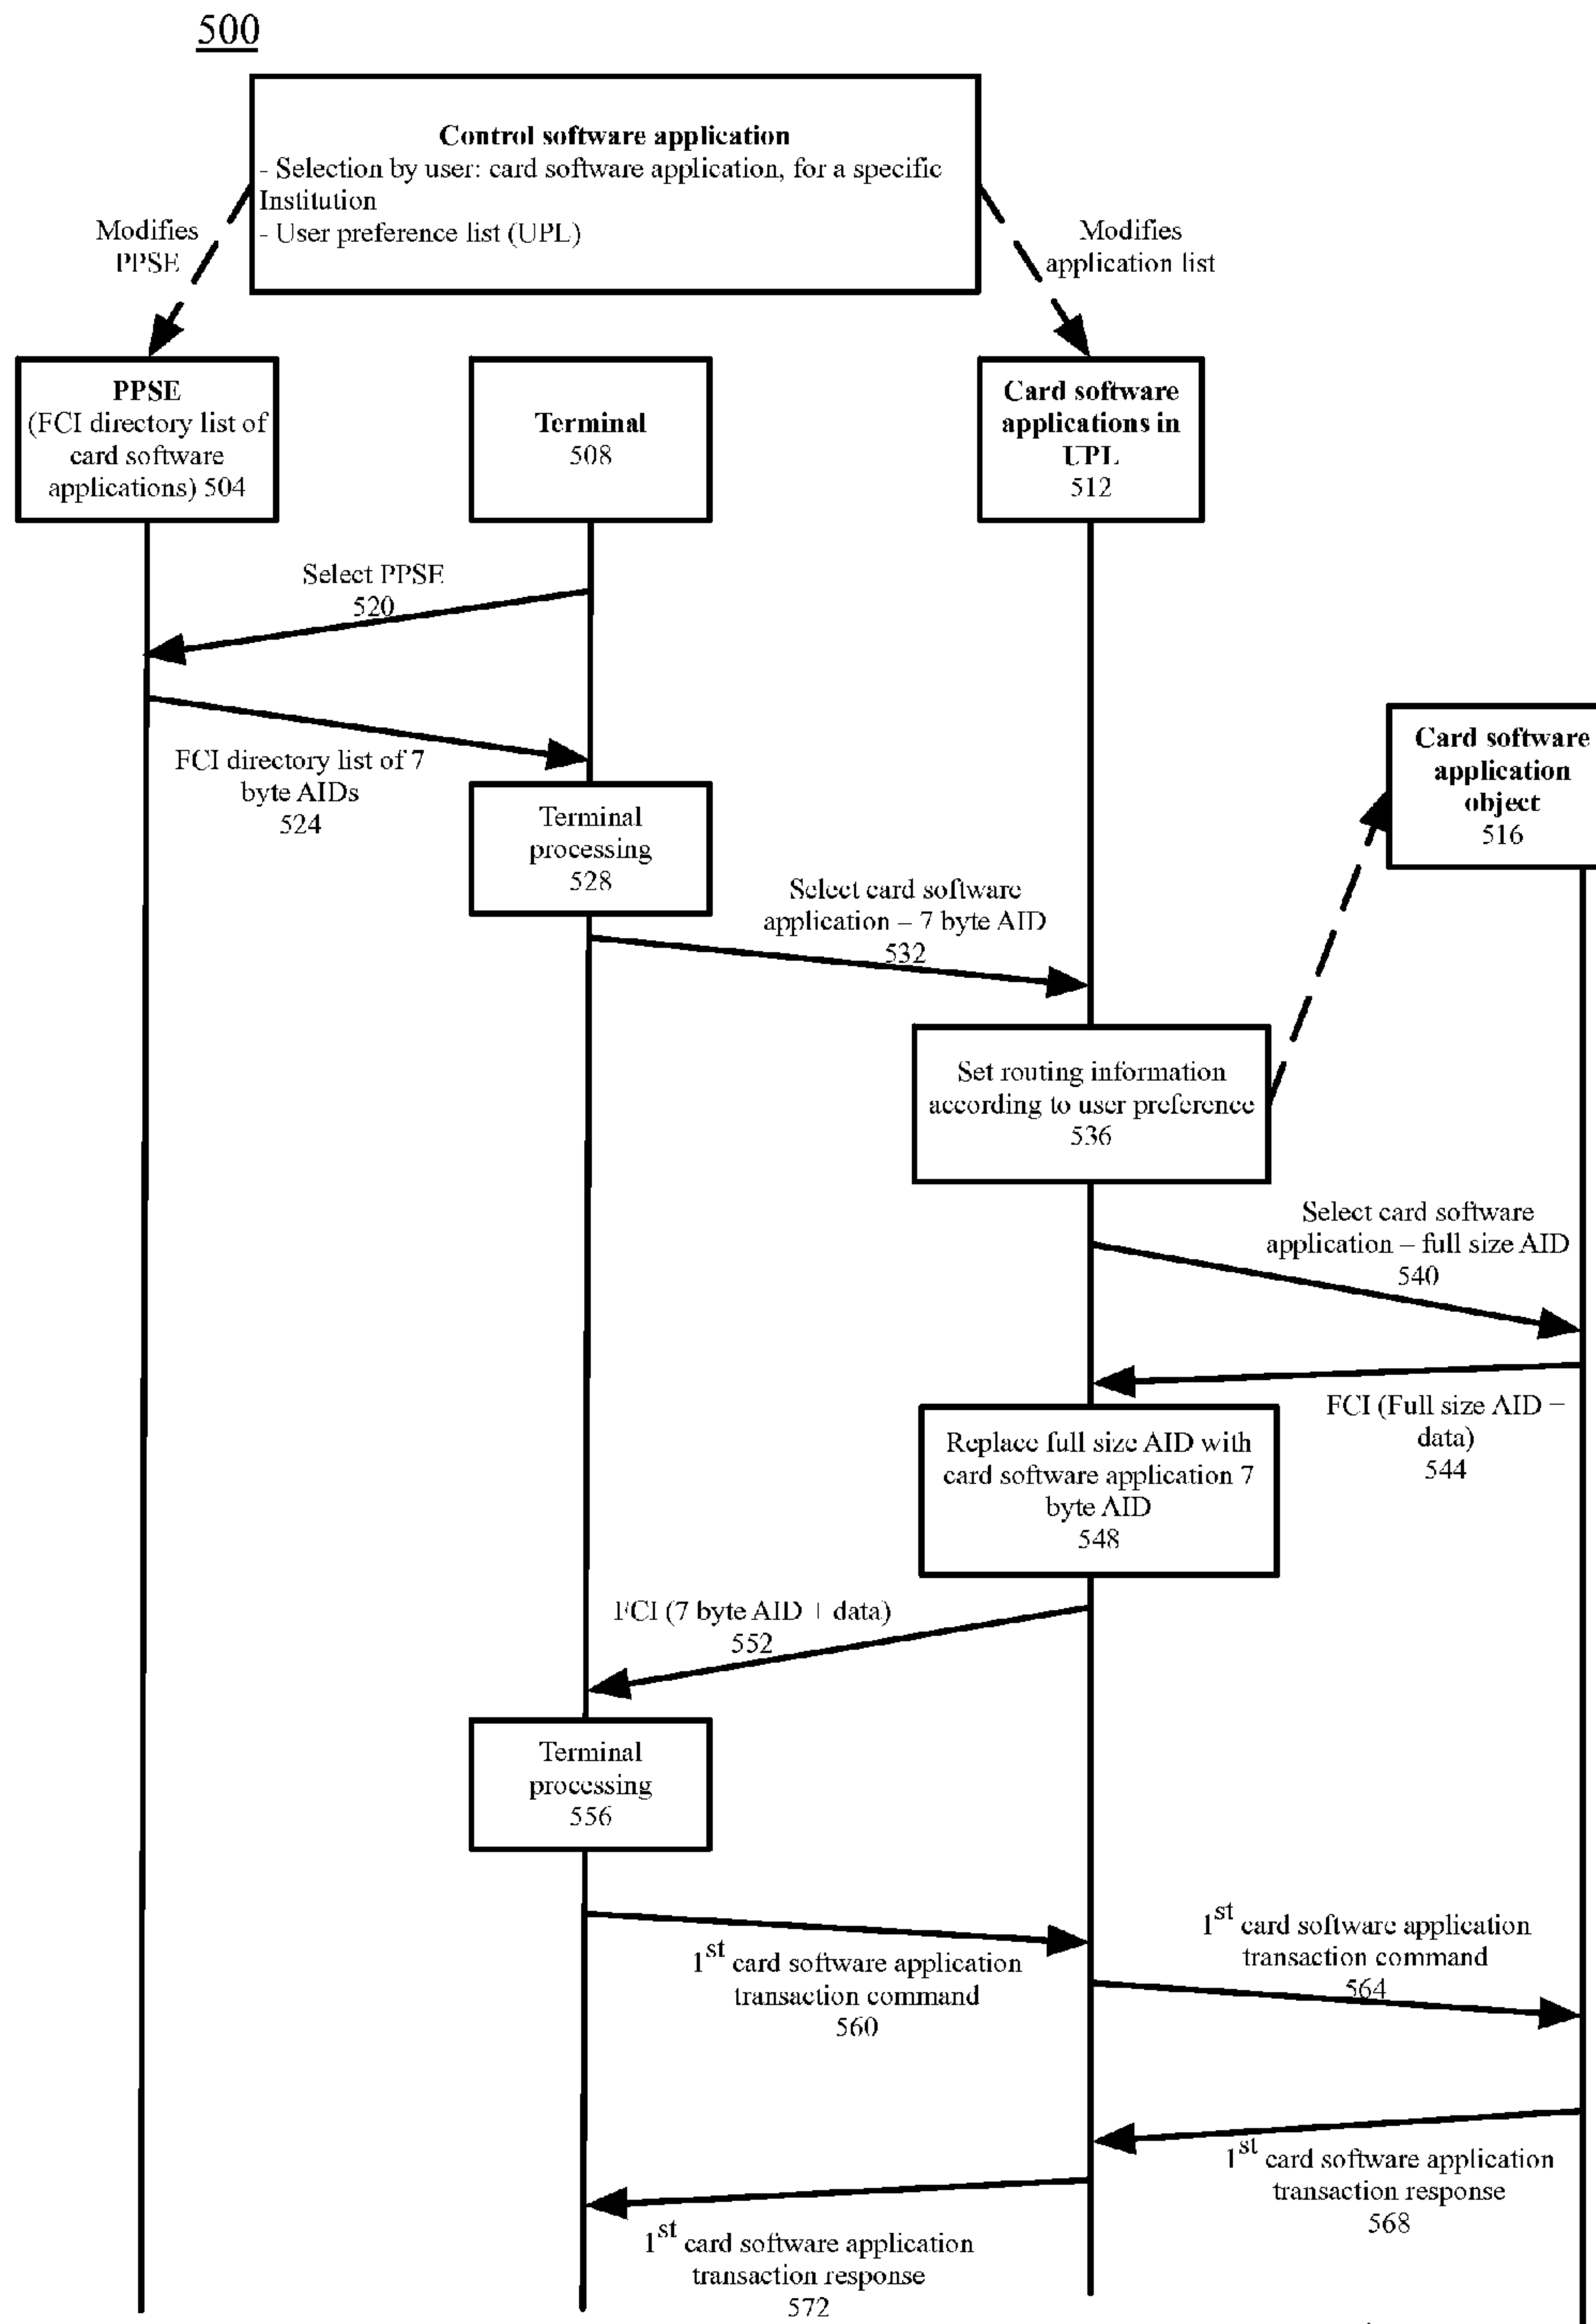 500
Control software application
- Selection by user: card software application, for a specific
Institution
- User preference list (UPL)
Modifies
PPSE
Modifies
application list
PPSE
(FCI directory list of
card software
applications) 504
Terminal
508
Card software
applications in
UPL
512
Select PPSE
520
FCI directory list of 7
byte AIDs
524
Card software
application
object
516
Terminal
processing
528
Select card software
application – 7 byte AID
532
Set routing information
according to user preference
536
Select card software
application – full size AID
540
FCI (Full size AID –
data)
544
Replace full size AID with
card software application 7
byte AID
548
FCI (7 byte AID + data)
552
Terminal
processing
556
1st card software application
transaction command
560
1st card software application
transaction command
564
1st card software application
transaction response
568
1st card software application
transaction response
572